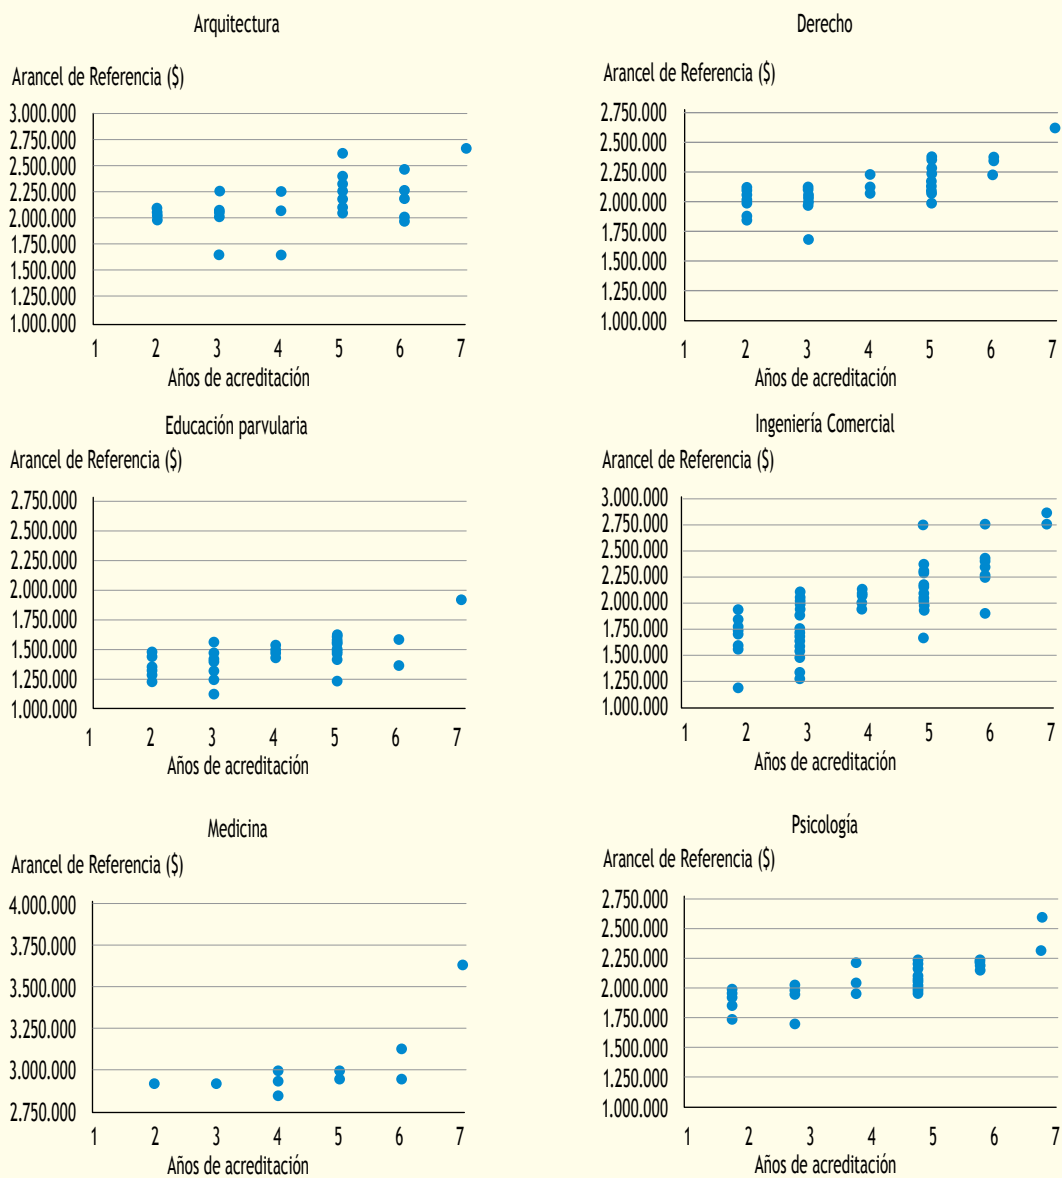 Arquitectura
Arancel de Referencia ($)
3.000.000
2.750.000
2.500.000
2.250.000
2.000.000
1.750.000
1.500.000
1.250.000
1.000.000
1 2 3 4 5 6 7
Años de acreditación
Derecho
Arancel de Referencia ($)
2.750.000
2.500.000
2.250.000
2.000.000
1.750.000
1.500.000
1.250.000
1.000.000
1 2 3 4 5 6 7
Años de acreditación
Educación parvularia
Arancel de Referencia ($)
2.750.000
2.500.000
2.250.000
2.000.000
1.750.000
1.500.000
1.250.000
1.000.000
1 2 3 4 5 6 7
Años de acreditación
Ingeniería Comercial
Arancel de Referencia ($)
3.000.000
2.750.000
2.500.000
2.250.000
2.000.000
1.750.000
1.500.000
1.250.000
1.000.000
1 2 3 4 5 6 7
Años de acreditación
Medicina
Arancel de Referencia ($)
4.000.000
3.750.000
3.500.000
3.250.000
3.000.000
2.750.000
1 2 3 4 5 6 7
Años de acreditación
Psicología
Arancel de Referencia ($)
2.750.000
2.500.000
2.250.000
2.000.000
1.750.000
1.500.000
1.250.000
1.000.000
1 2 3 4 5 6 7
Años de acreditación